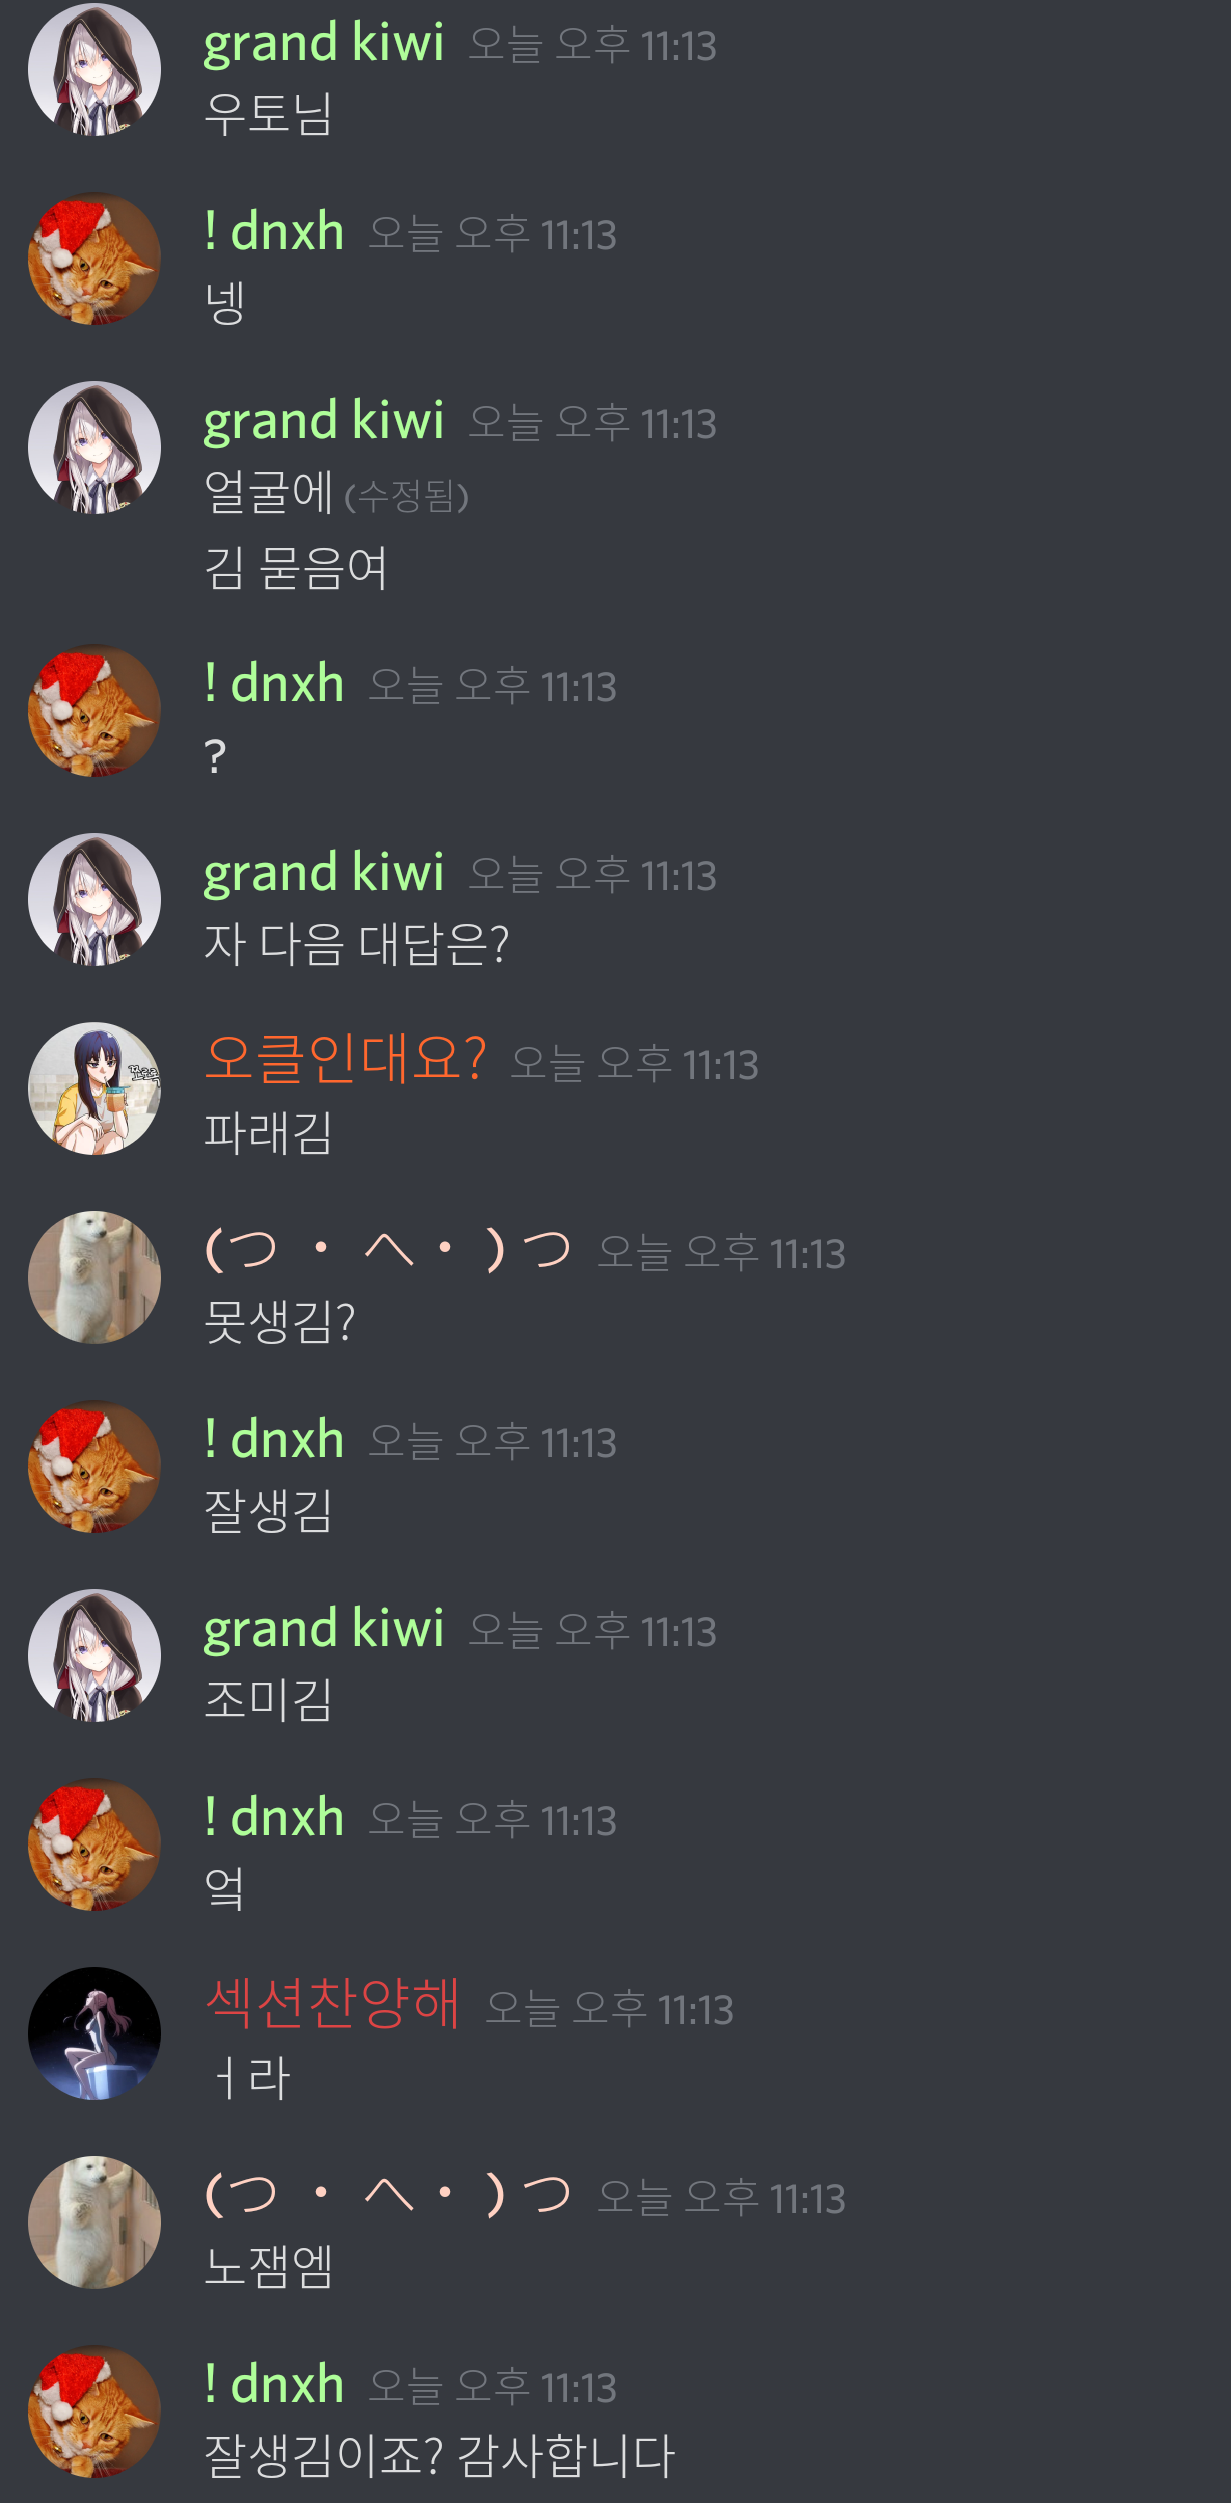 grand kiwi 오늘 오후 11:13
우토님
! dnxh 오늘 오후 11:13
넹
grand kiwi 오늘 오후 11:13
얼굴에 (수정됨)
김 묻음여
! dnxh 오늘 오후 11:13
?
grand kiwi 오늘 오후 11:13
자 다음 대답은?
오클인대요? 오늘 오후 11:13
파래김
(つ ・ へ・ ) つ 오늘 오후 11:13
못생김?
! dnxh 오늘 오후 11:13
잘생김
grand kiwi 오늘 오후 11:13
조미김
! dnxh 오늘 오후 11:13
엌
섹션찬양해 오늘 오후 11:13
ㅓ라
(つ ・ へ・ ) つ 오늘 오후 11:13
노잼엠
! dnxh 오늘 오후 11:13
잘생김이죠? 감사합니다